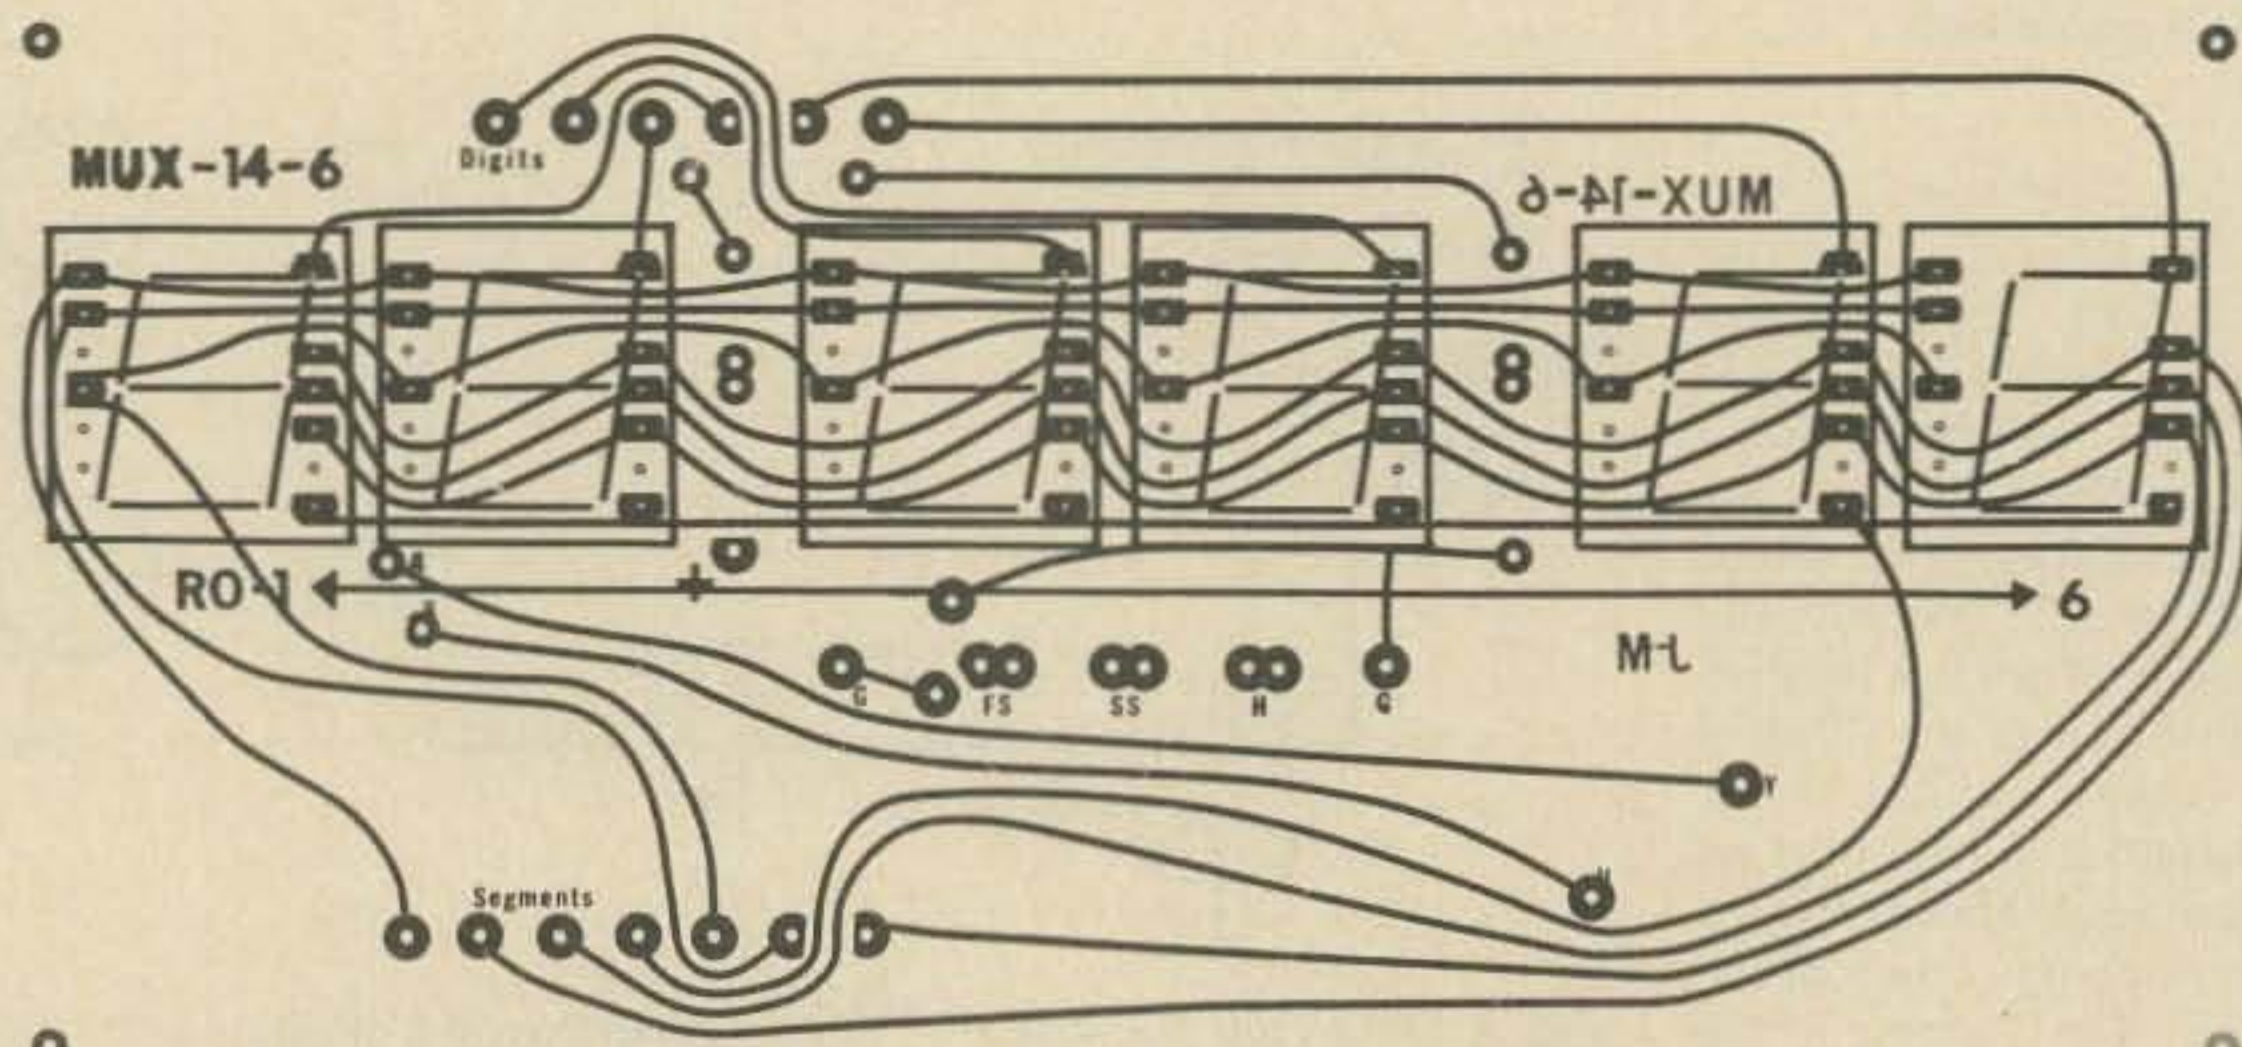 Digits
MUX-14-6
MUX-14-6
RO-1
6
M-L
G
FS
SS
H
G
Y
Segments